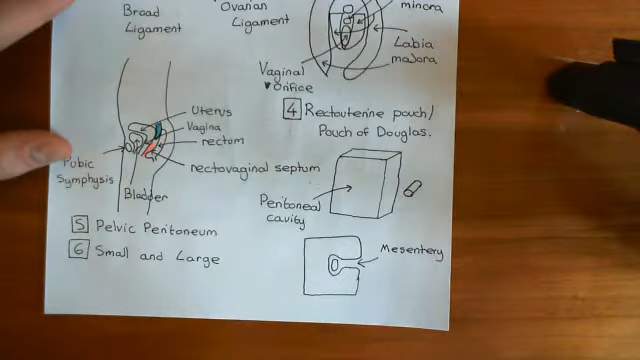 Broad
Ligament
Ovarian
Ligament
minora
Labia
majora
Vaginal
Orifice
4 Rectouterine pouch/
Pouch of Douglas.
Uterus
Vagina
rectum
rectovaginal septum
Pubic
Symphysis
Bladder
Peritoneal
cavity
Mesentery
5 Pelvic Peritoneum
6 Small and Large